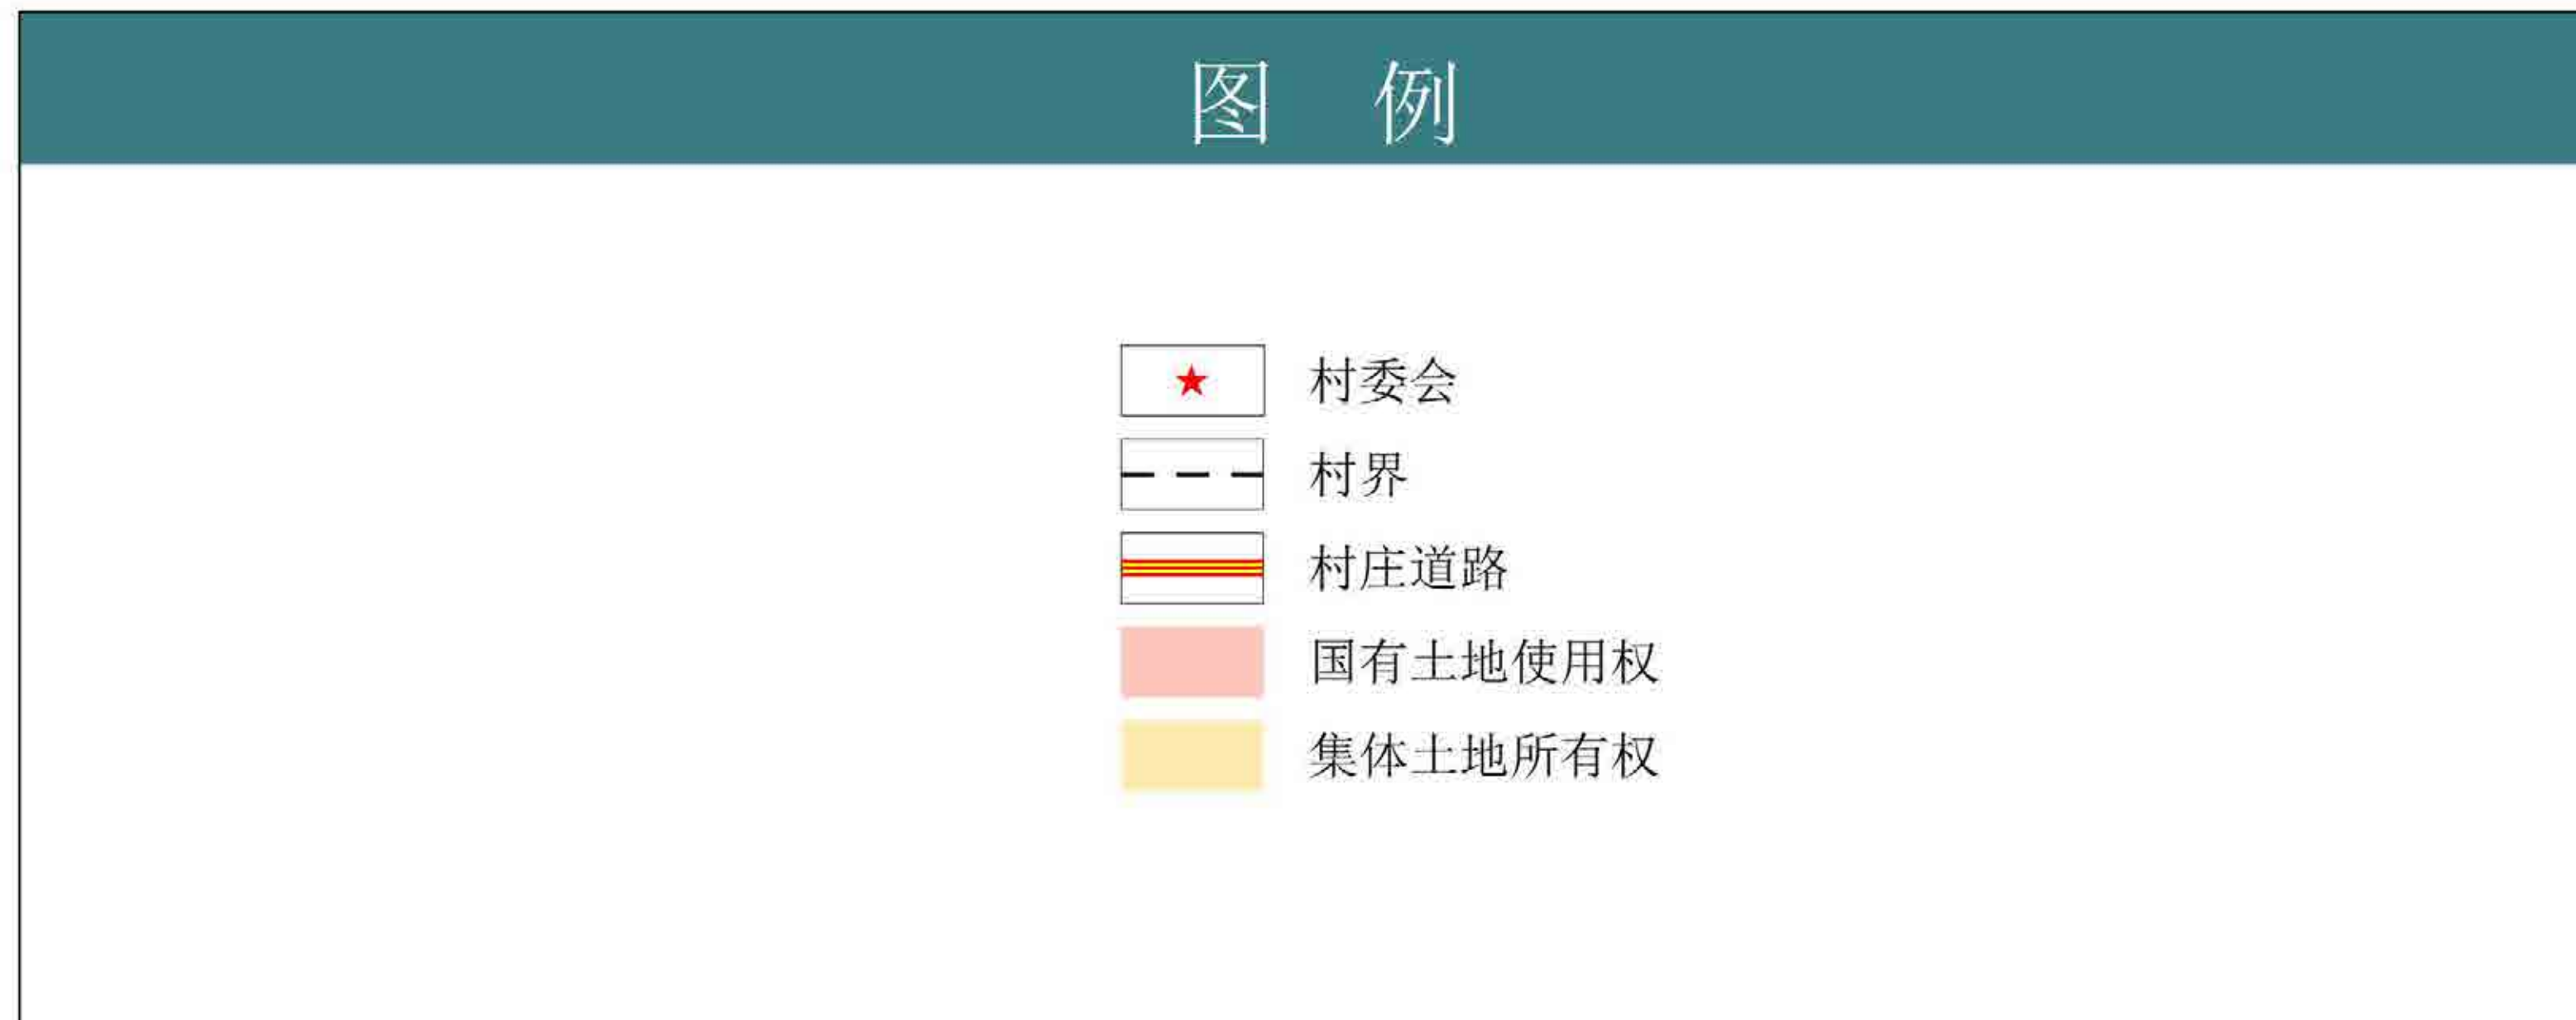 图 例
村委会
村界
村庄道路
国有土地使用权
集体土地所有权